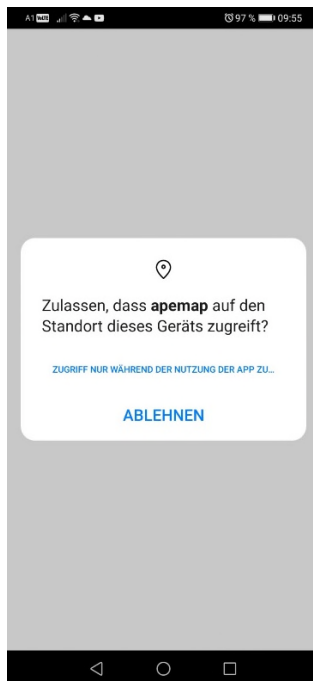 A1 97 % 09:55
Zulassen, dass apemap auf den
Standort dieses Geräts zugreift?
ZUGRIFF NUR WÄHREND DER NUTZUNG DER APP ZU...
ABLEHNEN